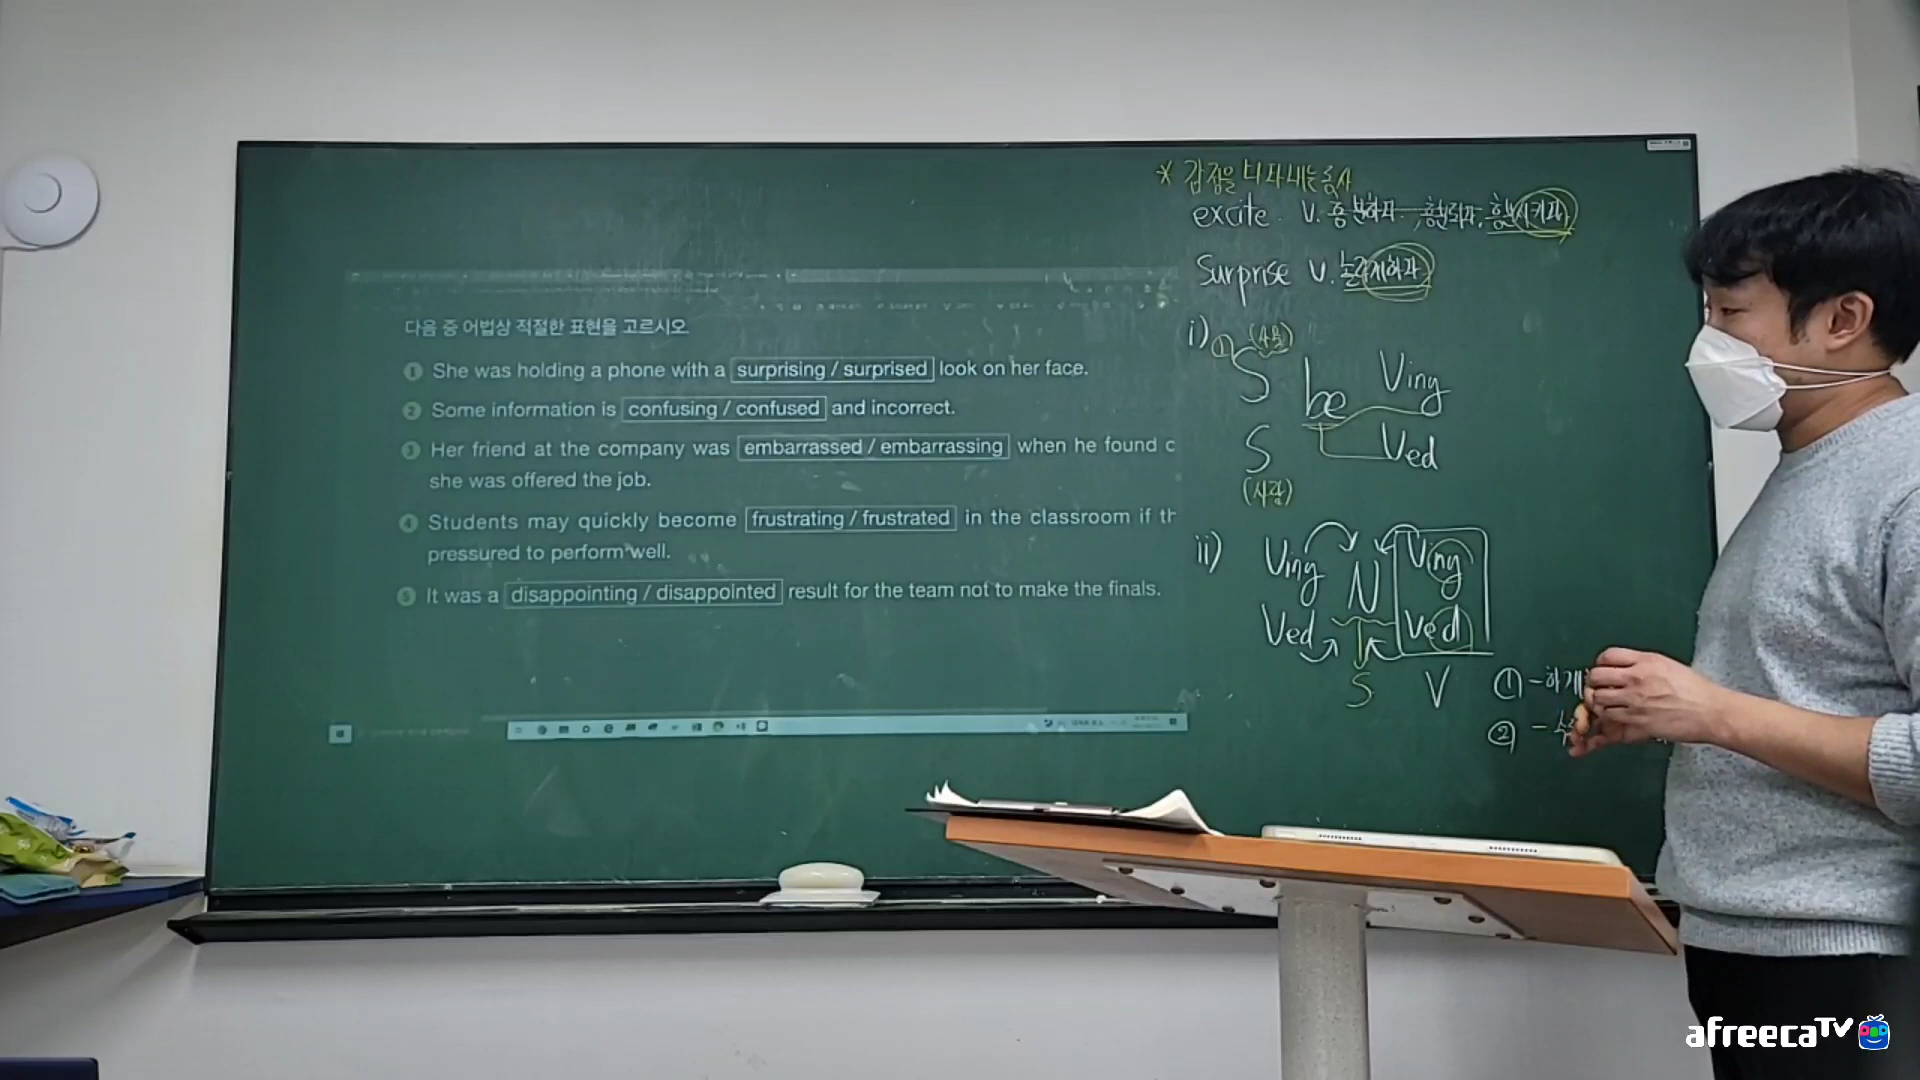 다음 중 어법상 적절한 표현을 고르시오.
1 She was holding a phone with a surprising / surprised look on her face.
2 Some information is confusing / confused and incorrect.
3 Her friend at the company was embarrassed / embarrassing when he found
she was offered the job.
4 Students may quickly become frustrating / frustrated in the classroom if
pressured to perform well.
5 It was a disappointing / disappointed result for the team not to make the finals.
* 감정을 나타내는 동사
excite. V. 흥분하다, 흥분되다, 흥분시키다
Surprise V. 놀라게하다
i) ① (사물)
S be Ving
S Ved
(사람)
ii) Ving N Ving
Ved Ved
S V
① -하게
②
afreecaTV